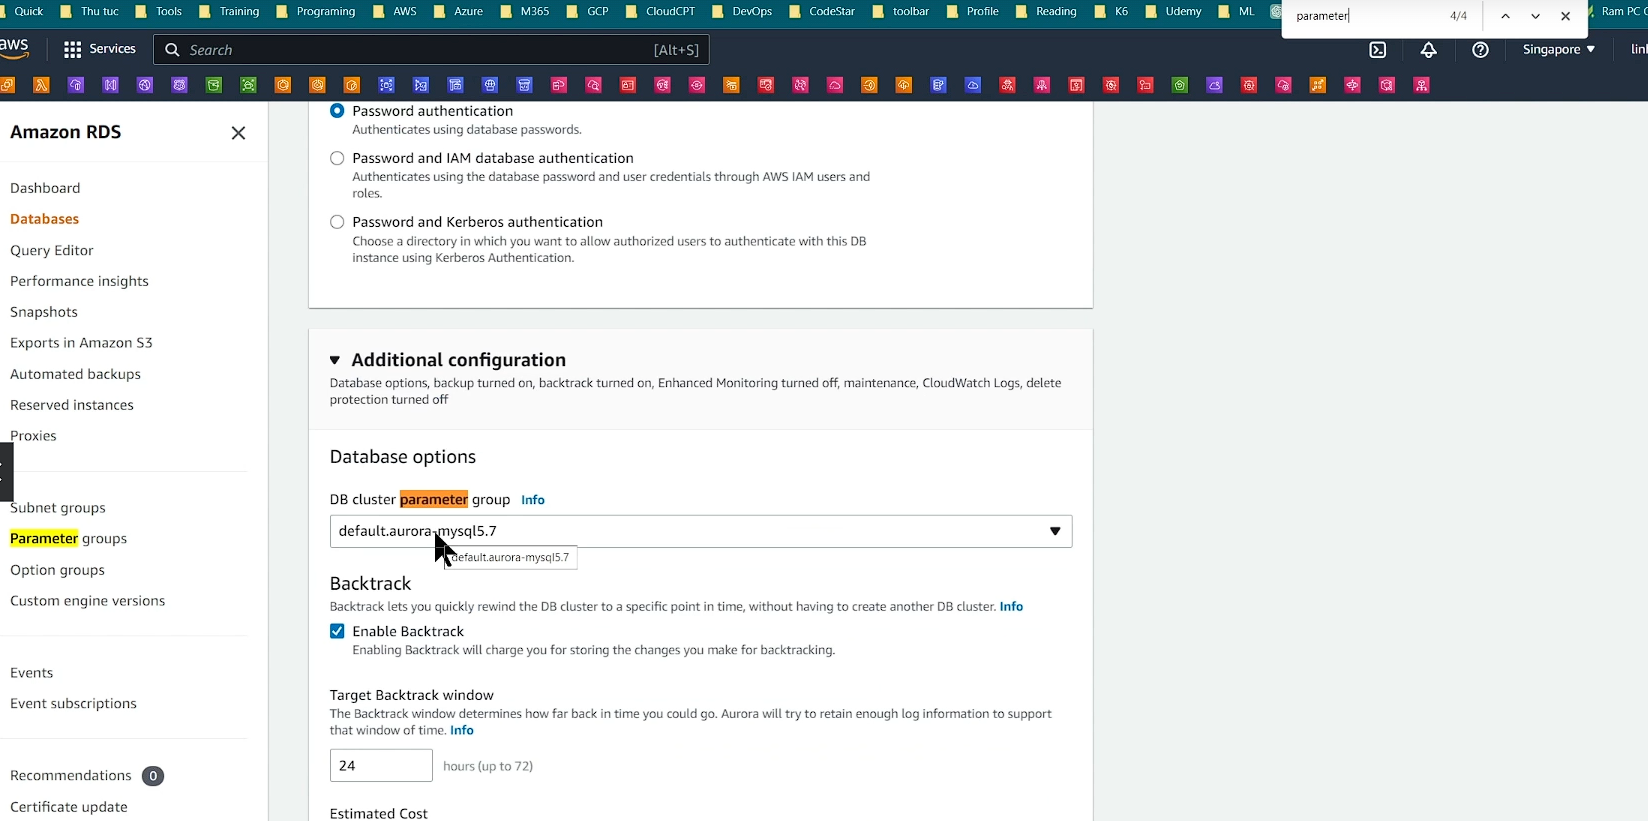 Quick Thu tuc Tools Training Programing AWS Azure M365 GCP CloudCPT DevOps CodeStar toolbar Profile Reading K6 Udemy ML Ram PC
parameter 4/4
aws Services Search [Alt+S] Singapore
Amazon RDS
Dashboard
Databases
Query Editor
Performance insights
Snapshots
Exports in Amazon S3
Automated backups
Reserved instances
Proxies
Subnet groups
Parameter groups
Option groups
Custom engine versions
Events
Event subscriptions
Recommendations 0
Certificate update
Password authentication
Authenticates using database passwords.
Password and IAM database authentication
Authenticates using the database password and user credentials through AWS IAM users and
roles.
Password and Kerberos authentication
Choose a directory in which you want to allow authorized users to authenticate with this DB
instance using Kerberos Authentication.
Additional configuration
Database options, backup turned on, backtrack turned on, Enhanced Monitoring turned off, maintenance, CloudWatch Logs, delete
protection turned off
Database options
DB cluster parameter group Info
default.aurora-mysql5.7
default.aurora-mysql5.7
Backtrack
Backtrack lets you quickly rewind the DB cluster to a specific point in time, without having to create another DB cluster. Info
Enable Backtrack
Enabling Backtrack will charge you for storing the changes you make for backtracking.
Target Backtrack window
The Backtrack window determines how far back in time you could go. Aurora will try to retain enough log information to support
that window of time. Info
24 hours (up to 72)
Estimated Cost